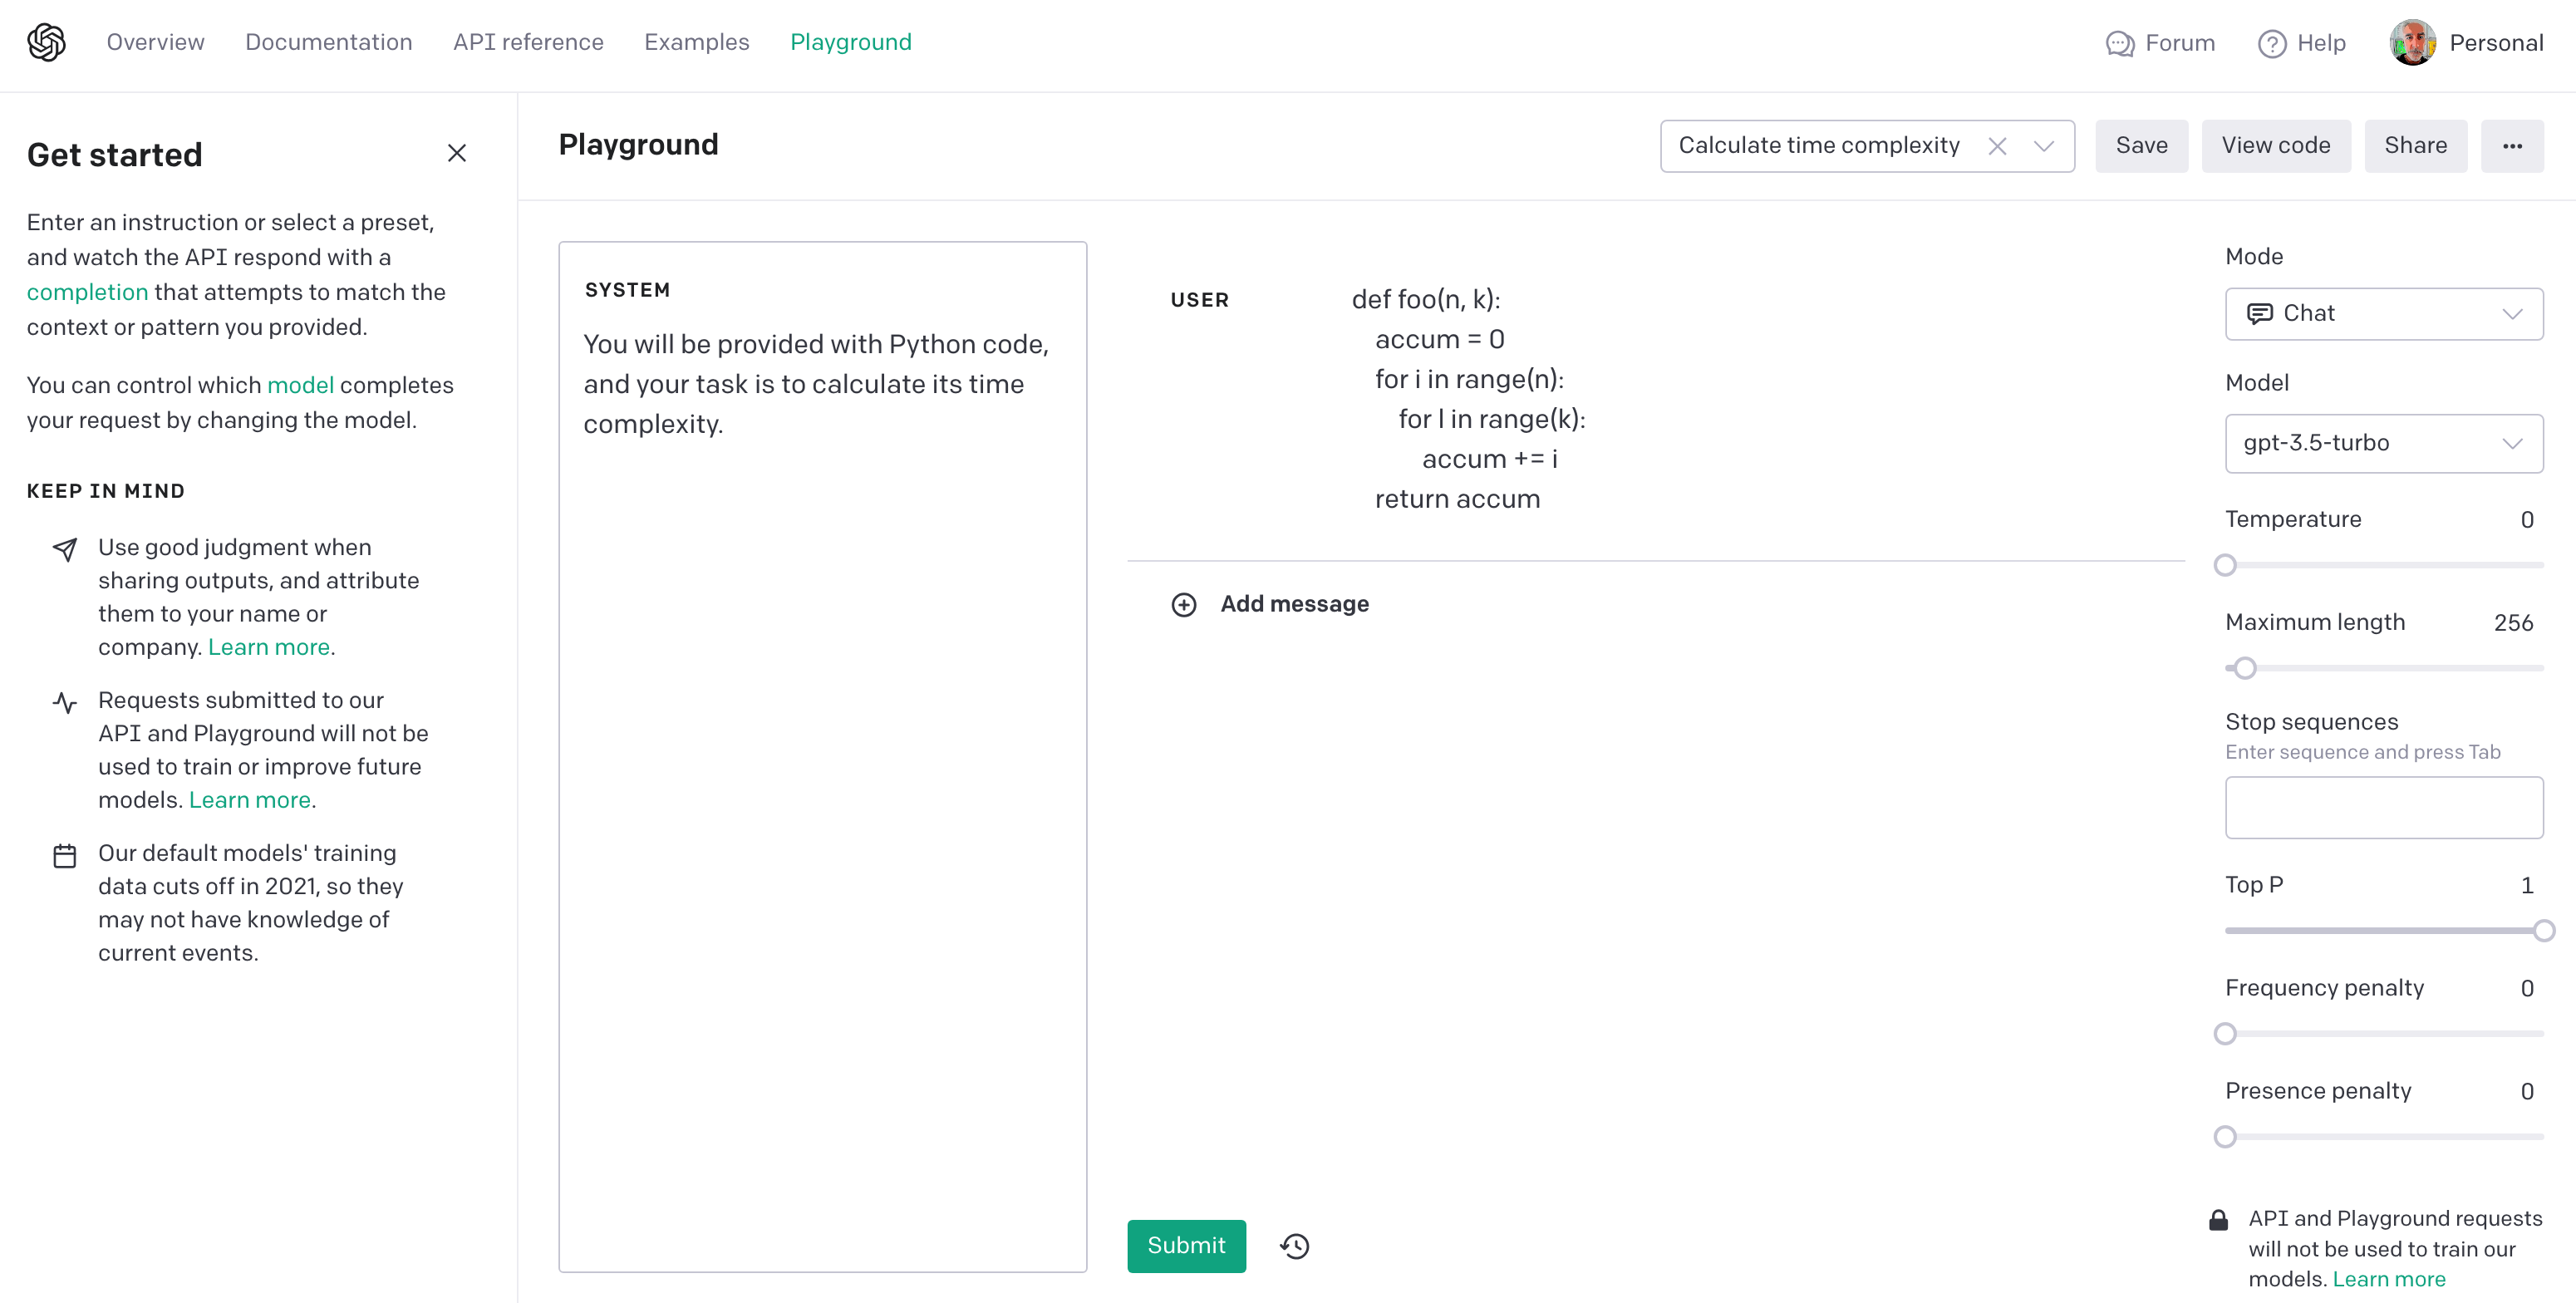 Overview Documentation API reference Examples Playground Forum Help Personal
Get started
Enter an instruction or select a preset,
and watch the API respond with a
completion that attempts to match the
context or pattern you provided.
You can control which model completes
your request by changing the model.
KEEP IN MIND
Use good judgment when
sharing outputs, and attribute
them to your name or
company. Learn more.
Requests submitted to our
API and Playground will not be
used to train or improve future
models. Learn more.
Our default models' training
data cuts off in 2021, so they
may not have knowledge of
current events.
Playground
Calculate time complexity
Save
View code
Share
SYSTEM
You will be provided with Python code,
and your task is to calculate its time
complexity.
USER
def foo(n, k):
accum = 0
for i in range(n):
for l in range(k):
accum += i
return accum
Add message
Submit
Mode
Chat
Model
gpt-3.5-turbo
Temperature 0
Maximum length 256
Stop sequences
Enter sequence and press Tab
Top P 1
Frequency penalty 0
Presence penalty 0
API and Playground requests
will not be used to train our
models. Learn more